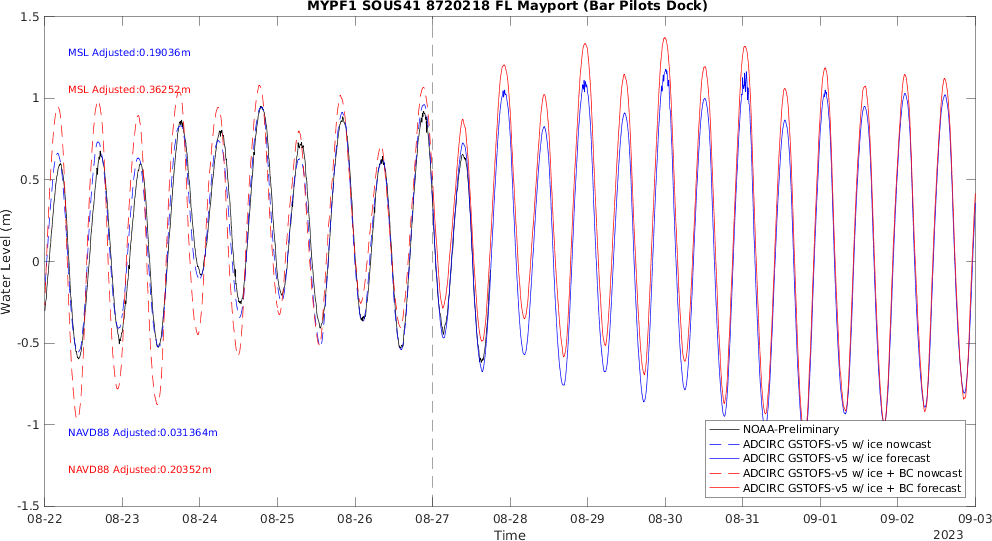 MYPF1 SOUS41 8720218 FL Mayport (Bar Pilots Dock)
1.5
1
0.5
0
-0.5
-1
-1.5
Water Level (m)
MSL Adjusted:0.19036m
MSL Adjusted:0.36252m
NAVD88 Adjusted:0.031364m
NAVD88 Adjusted:0.20352m
NOAA-Preliminary
ADCIRC GSTOFS-v5 w/ ice nowcast
ADCIRC GSTOFS-v5 w/ ice forecast
ADCIRC GSTOFS-v5 w/ ice + BC nowcast
ADCIRC GSTOFS-v5 w/ ice + BC forecast
08-22 08-23 08-24 08-25 08-26 08-27 08-28 08-29 08-30 08-31 09-01 09-02 09-03
Time
2023